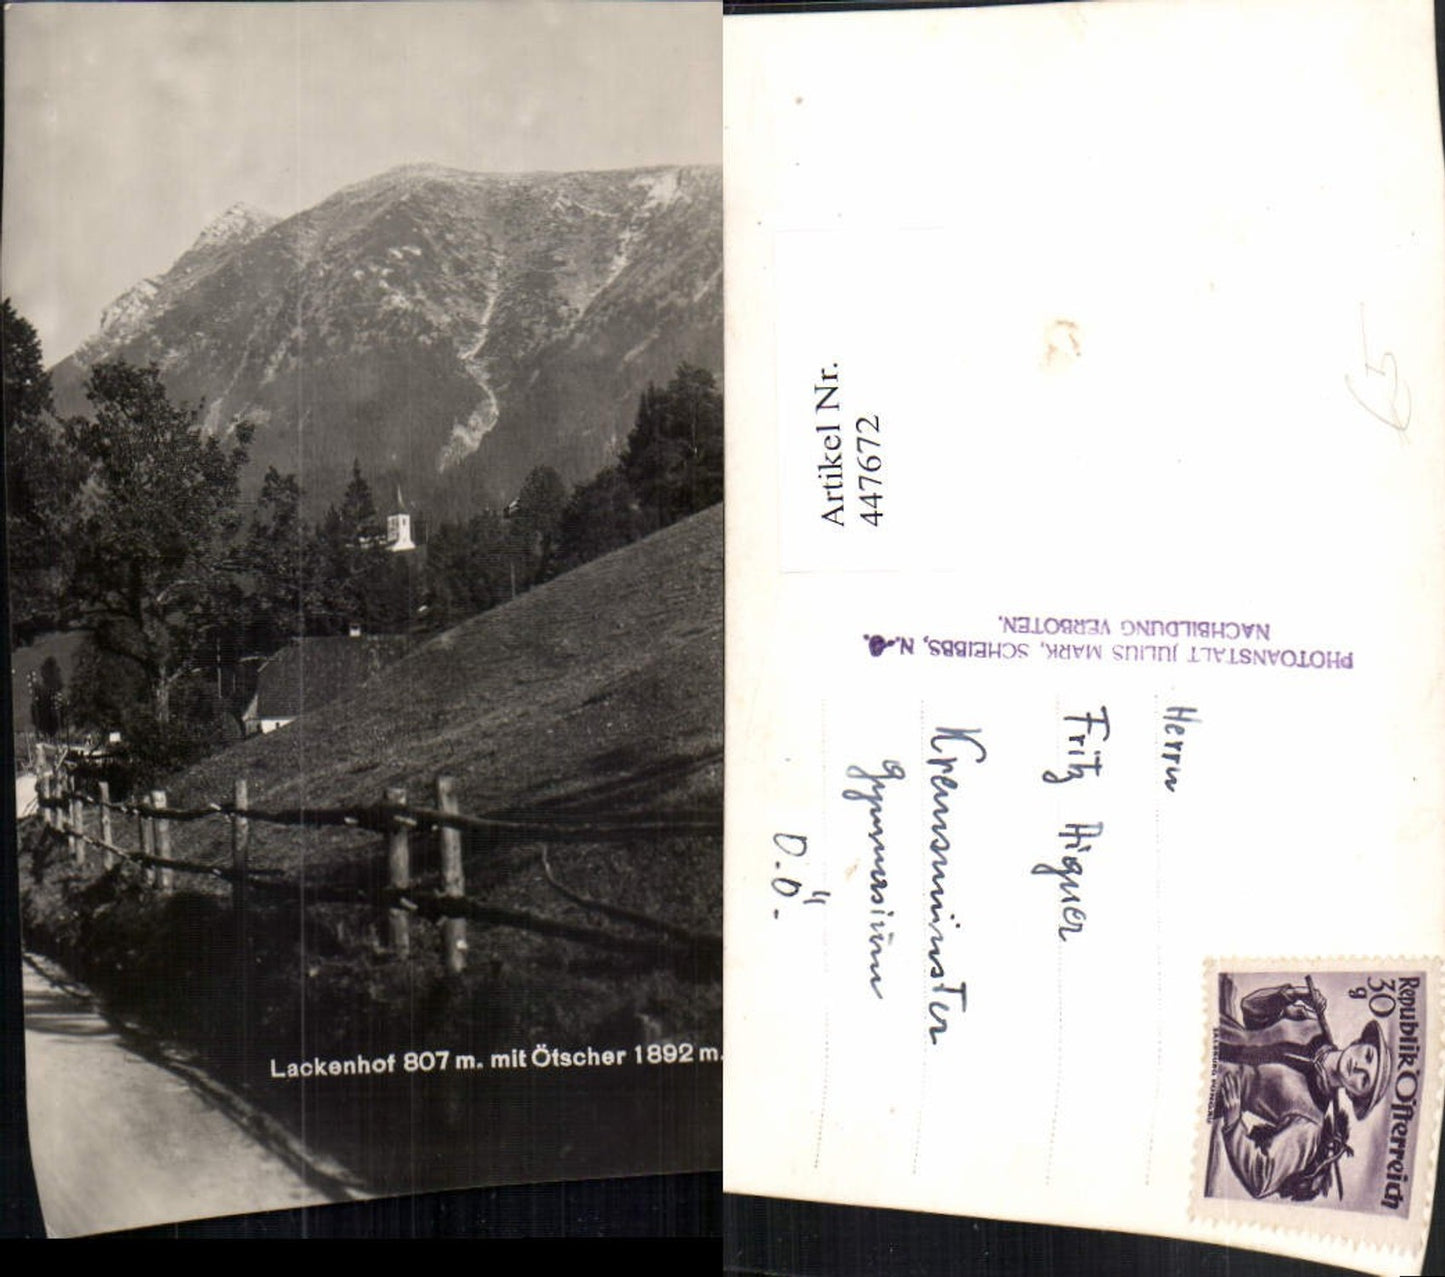 Lackenhof 807 m. mit Ötscher 1892 m.
Artikel Nr.
447672
PHOTOANSTALT JULIUS MARK, SCHEIBBS, N.
NACHBILDUNG VERBOTEN.
Herrn
Fritz Aigner
Kremsmünster
Gymnasium
O.Ö.
Republik Österreich
30
g